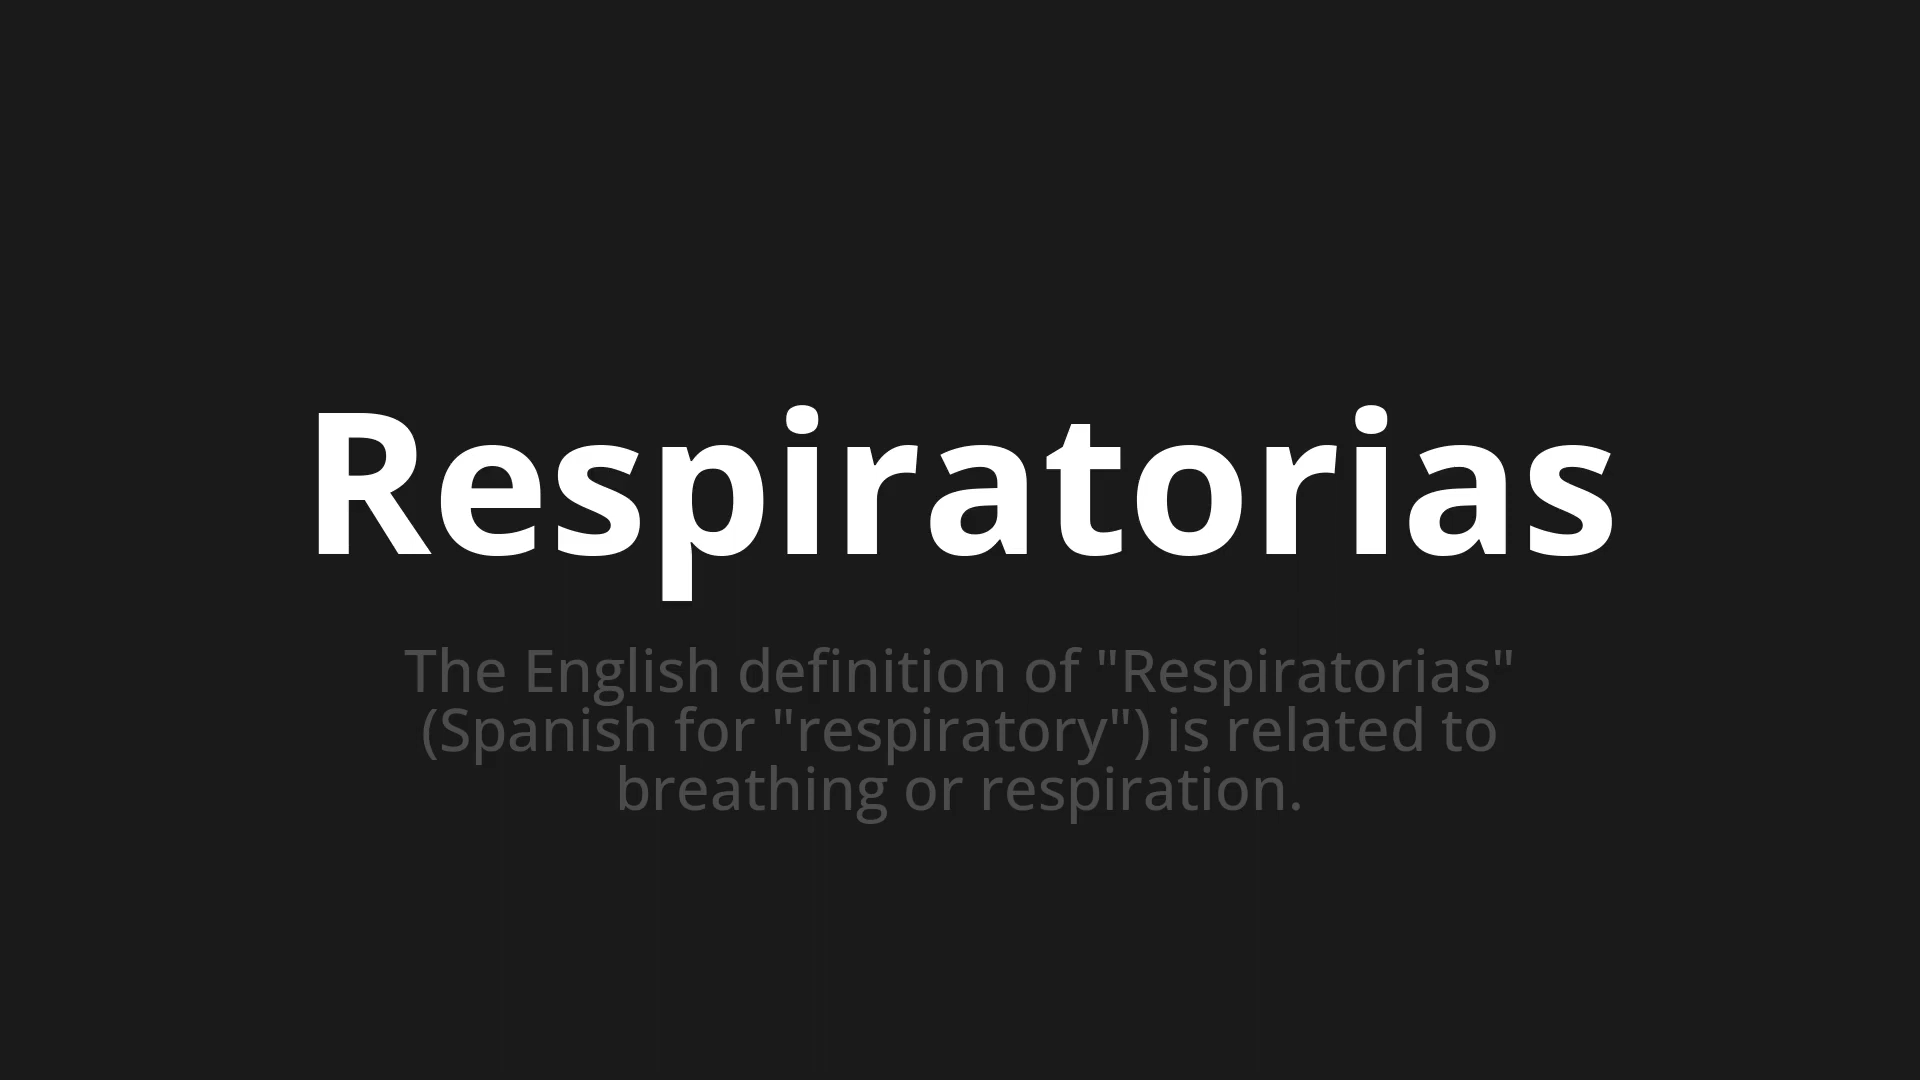 Respiratorias
The English definition of "Respiratorias"
(Spanish for "respiratory") is related to
breathing or respiration.